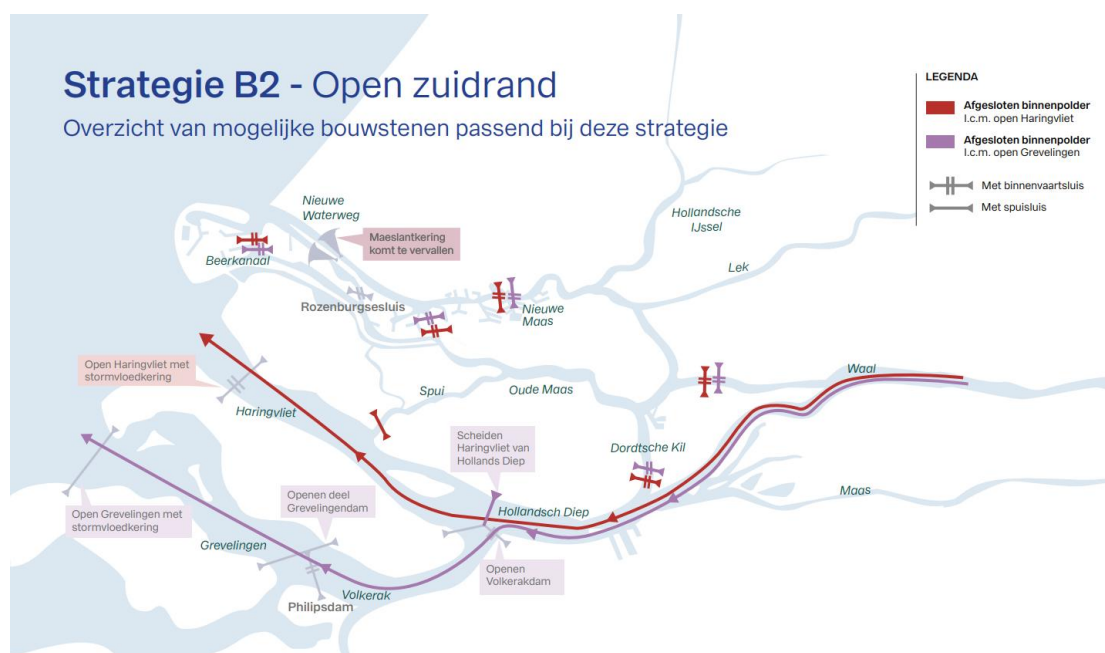 Strategie B2 - Open zuidrand
Overzicht van mogelijke bouwstenen passend bij deze strategie
LEGENDA
Afgesloten binnenpolder
I.c.m. open Haringvliet
Afgesloten binnenpolder
I.c.m. open Grevelingen
Met binnenvaartsluis
Met spuisluis
Nieuwe
Waterweg
Maeslantkering
komt te vervallen
Beerkanaal
Rozenburgsesluis
Hollandsche
IJssel
Lek
Nieuwe
Maas
Open Haringvliet met
stormvloedkering
Haringvliet
Spui
Oude Maas
Waal
Scheiden
Haringvliet van
Hollands Diep
Dordtsche Kil
Maas
Open Grevelingen met
stormvloedkering
Openen deel
Grevelingendam
Hollandsch Diep
Grevelingen
Openen
Volkerakdam
Volkerak
Philipsdam